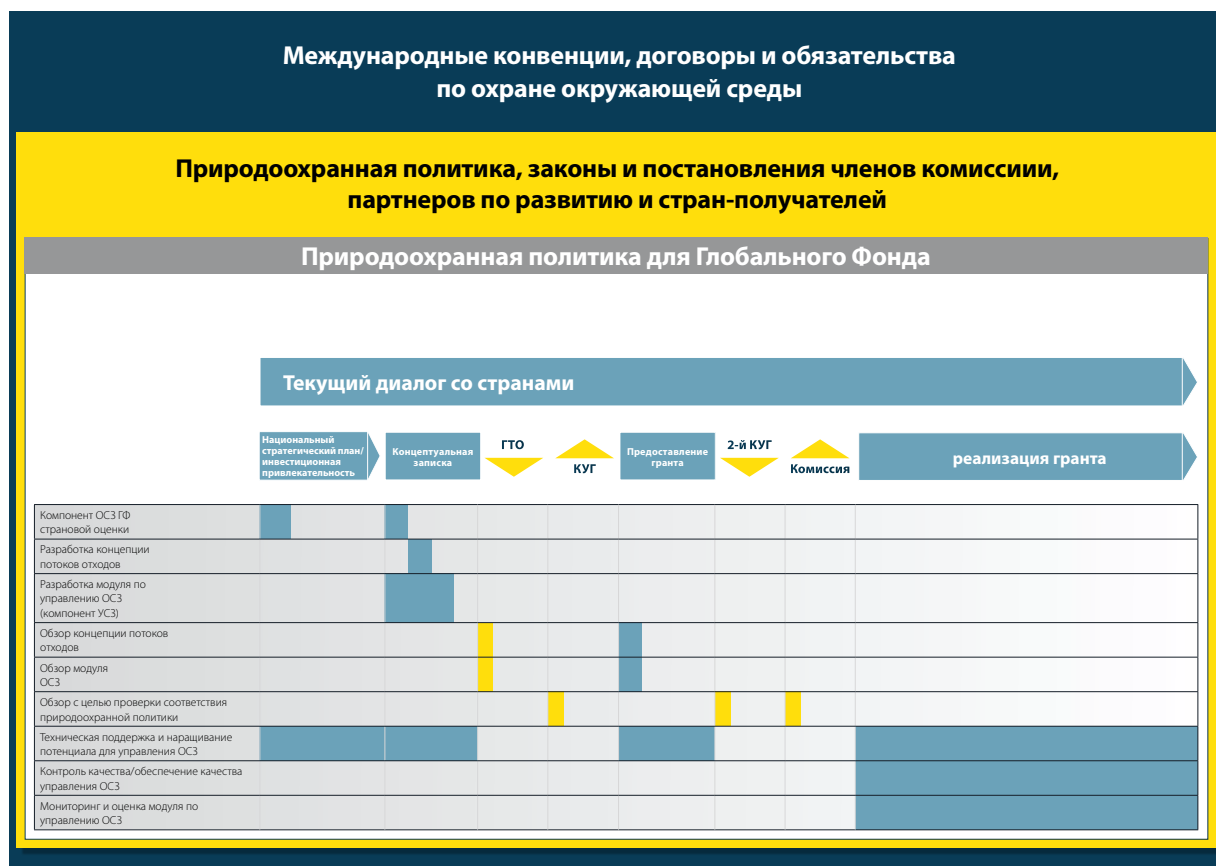 Международные конвенции, договоры и обязательства
по охране окружающей среды
Природоохранная политика, законы и постановления членов комиссиии,
партнеров по развитию и стран-получателей
Природоохранная политика для Глобального Фонда
Текущий диалог со странами
Национальный
стратегический план/
инвестиционная
привлекательность
Концептуальная
записка
ГТО
КУГ
Предоставление
гранта
2-й КУГ
Комиссия
реализация гранта
Компонент ОСЗ ГФ
страновой оценки
Разработка концепции
потоков отходов
Разработка модуля по
управлению ОСЗ
(компонент УСЗ)
Обзор концепции потоков
отходов
Обзор модуля
ОСЗ
Обзор с целью проверки соответствия
природоохранной политики
Техническая поддержка и наращивание
потенциала для управления ОСЗ
Контроль качества/обеспечение качества
управления ОСЗ
Мониторинг и оценка модуля по
управлению ОСЗ